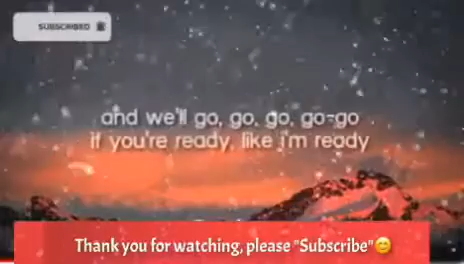 SUBSCRIBED
and we'll go, go, go, go-go
if you're ready, like i'm ready
Thank you for watching, please "Subscribe"😊